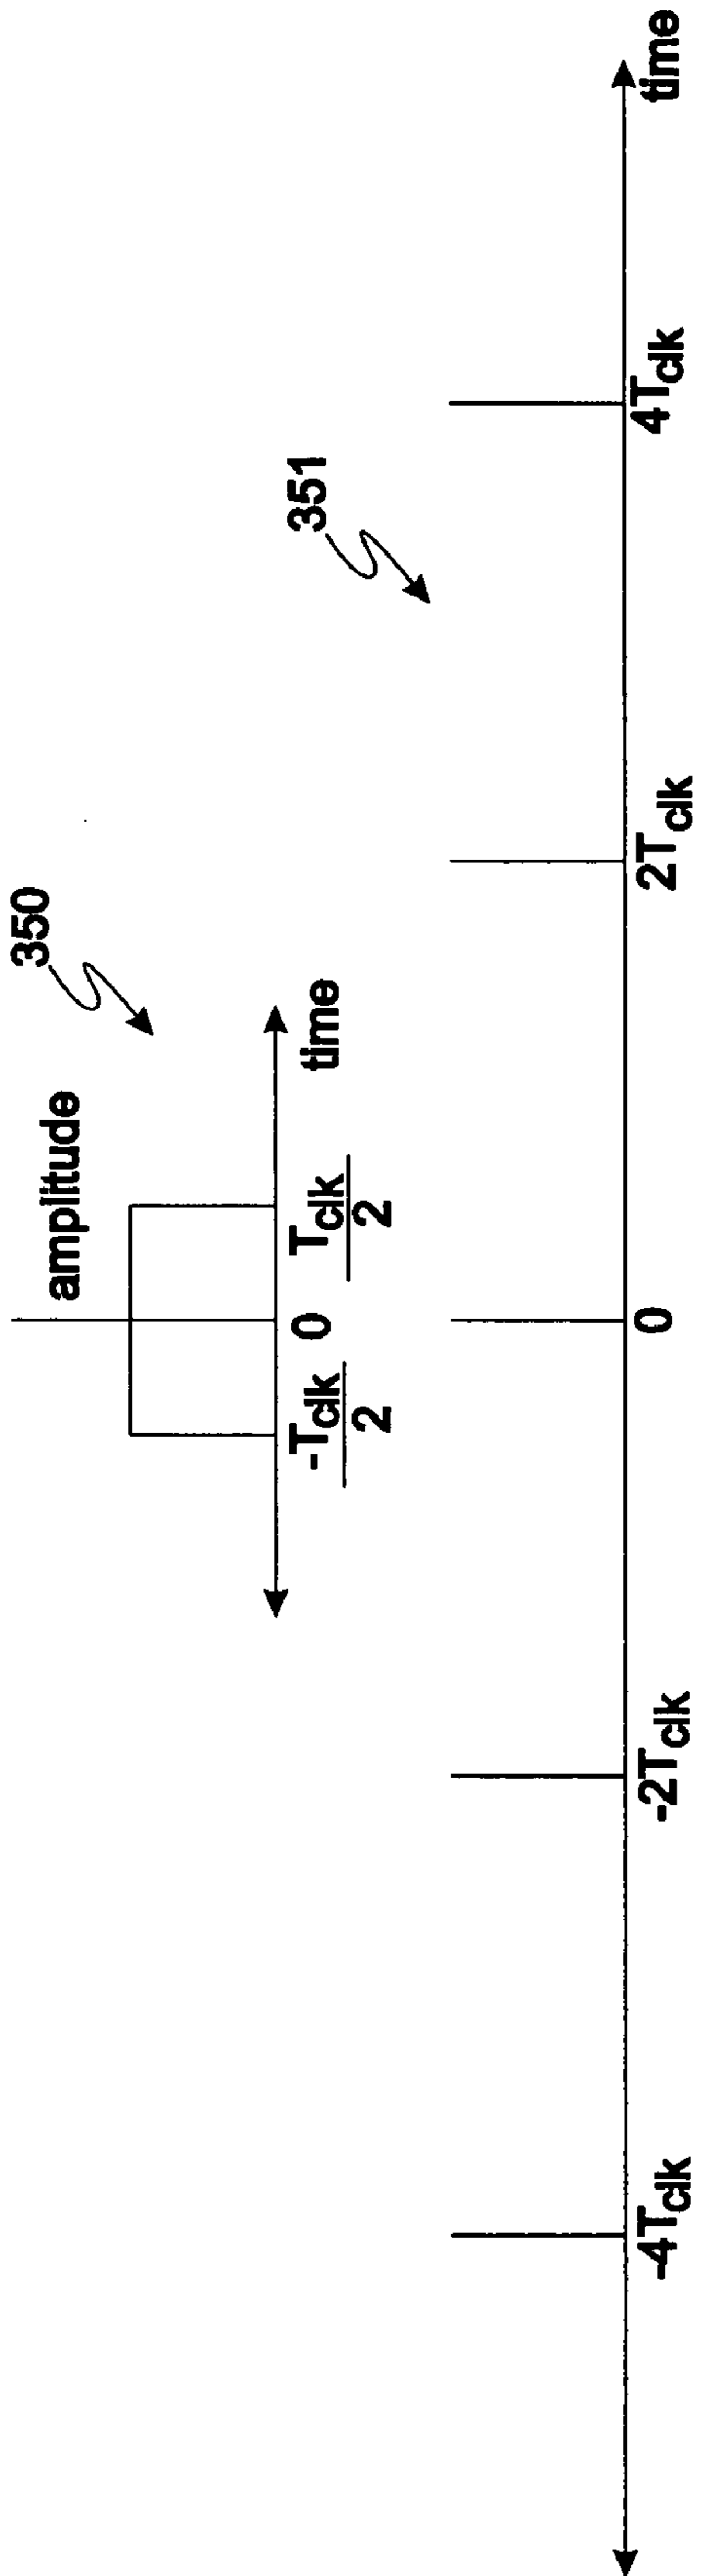 350
amplitude
-Tclk/2
0
Tclk/2
time
351
-4Tclk
-2Tclk
0
2Tclk
4Tclk
time